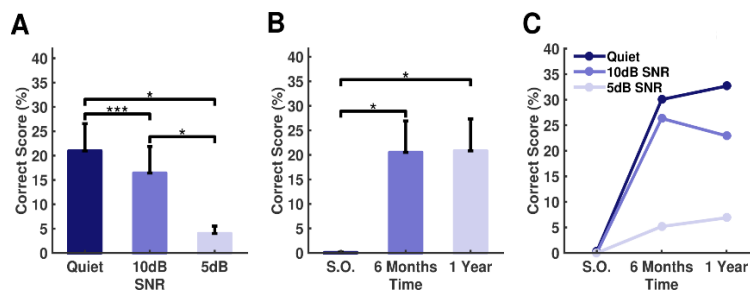 A
Correct Score (%)
40
35
30
25
20
15
10
5
0
*
***
*
Quiet 10dB 5dB
SNR
B
Correct Score (%)
40
35
30
25
20
15
10
5
0
*
*
S.O. 6 Months 1 Year
Time
C
Correct Score (%)
40
35
30
25
20
15
10
5
0
Quiet
10dB SNR
5dB SNR
S.O. 6 Months 1 Year
Time